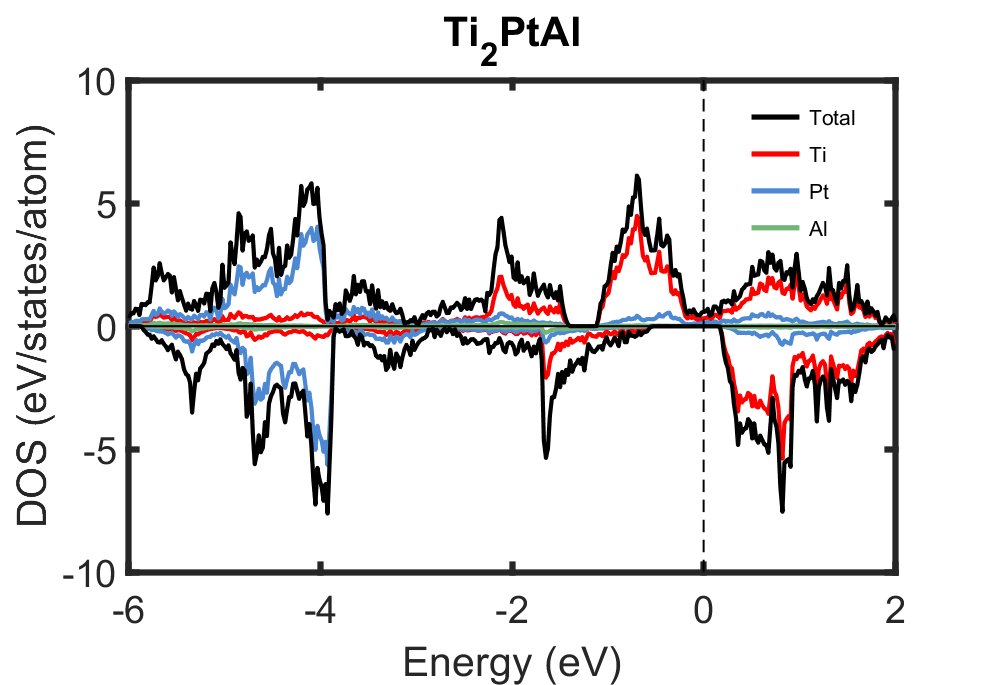 Ti₂PtAl
10
5
0
-5
-10
DOS (eV/states/atom)
Total
Ti
Pt
Al
-6 -4 -2 0 2
Energy (eV)